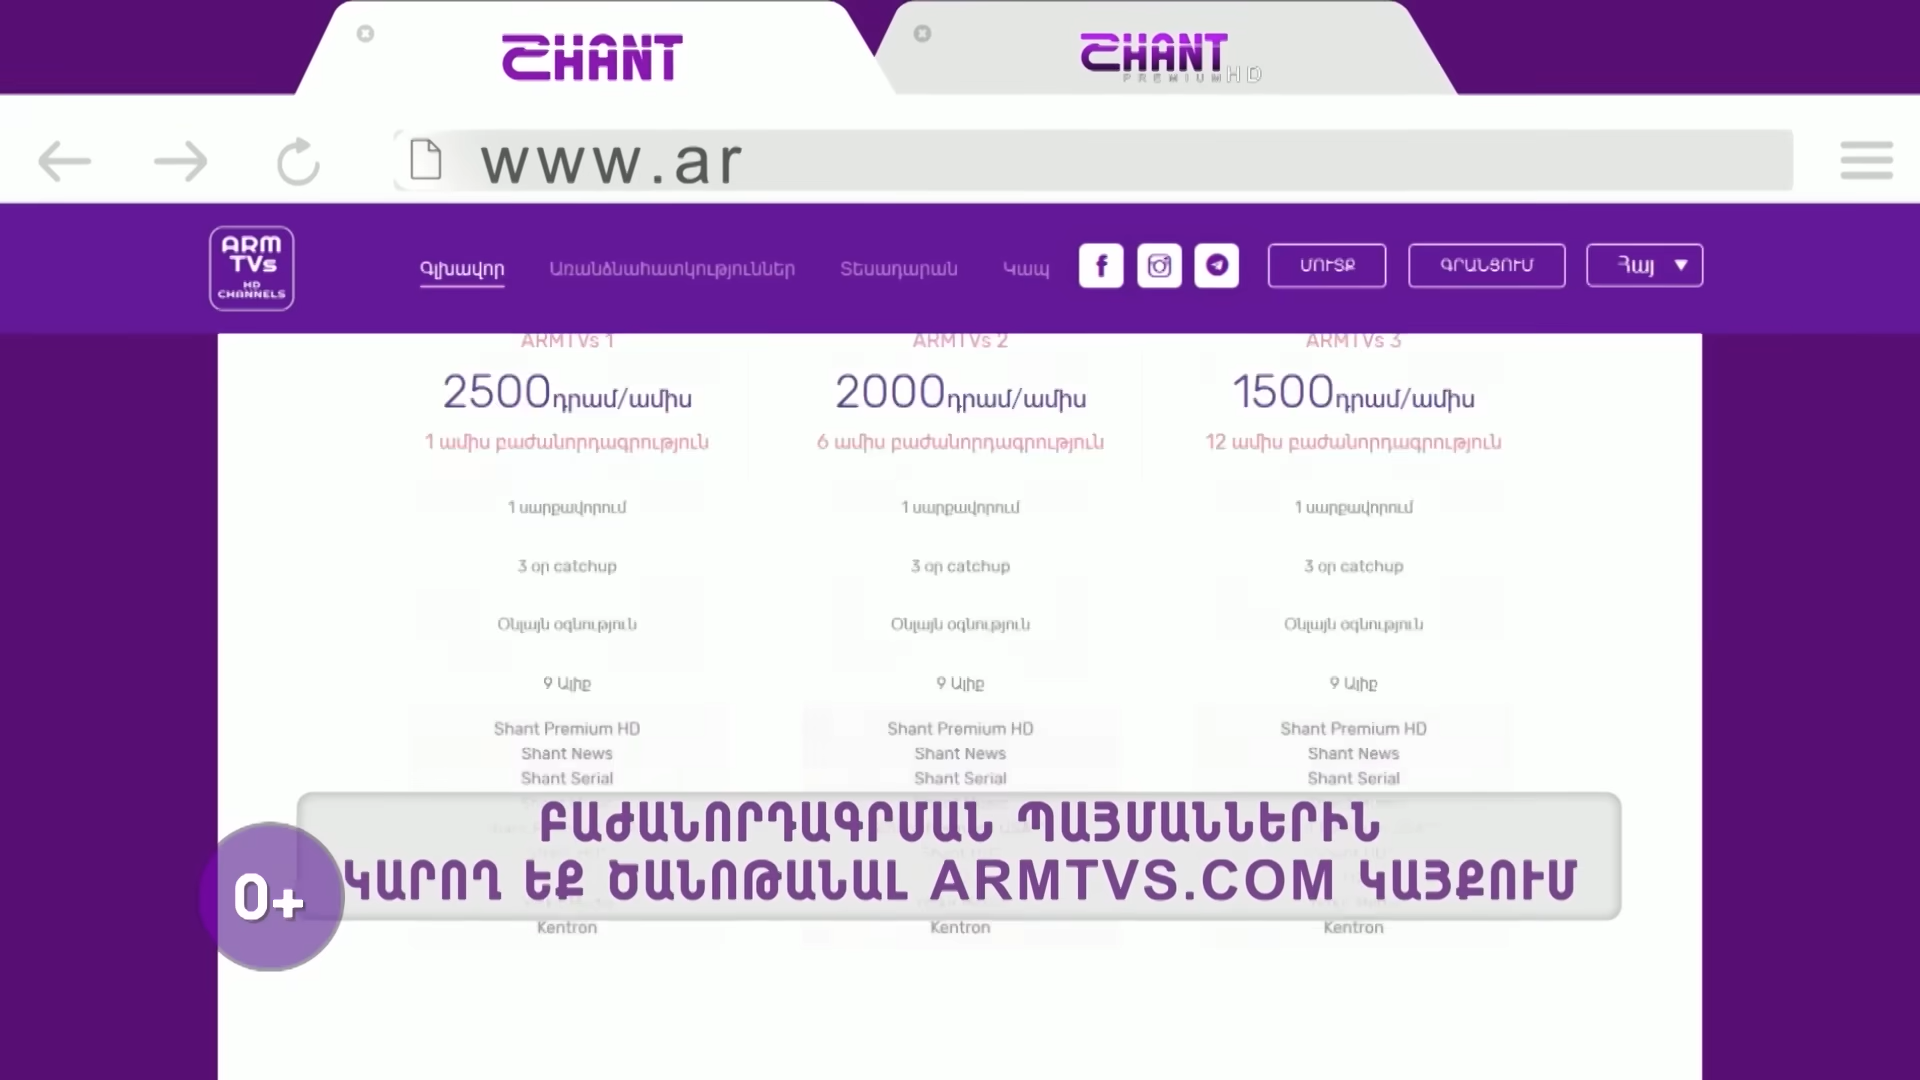 SHANT
SHANT
PREMIUM HD
www.ar
ARM
TVs
HD
CHANNELS
Գլխավոր
Առանձնահատկություններ
Տեսադարան
Կապ
ՄՈՒՏՔ
ԳՐԱՆՑՈՒՄ
Հայ
ARMTVs 1
ARMTVs 2
ARMTVs 3
2500դրամ/ամիս
2000դրամ/ամիս
1500դրամ/ամիս
1 ամիս բաժանորդագրություն
6 ամիս բաժանորդագրություն
12 ամիս բաժանորդագրություն
1 սարքավորում
1 սարքավորում
1 սարքավորում
3 օր catchup
3 օր catchup
3 օր catchup
Օնլայն օգնություն
Օնլայն օգնություն
Օնլայն օգնություն
9 Ալիք
9 Ալիք
9 Ալիք
Shant Premium HD
Shant Premium HD
Shant Premium HD
Shant News
Shant News
Shant News
Shant Serial
Shant Serial
Shant Serial
ԲԱԺԱՆՈՐԴԱԳՐՄԱՆ ՊԱՅՄԱՆՆԵՐԻՆ
ԿԱՐՈՂ ԵՔ ԾԱՆՈԹԱՆԱԼ ARMTVS.COM ԿԱՅՔՈՒՄ
0+
Kentron
Kentron
Kentron